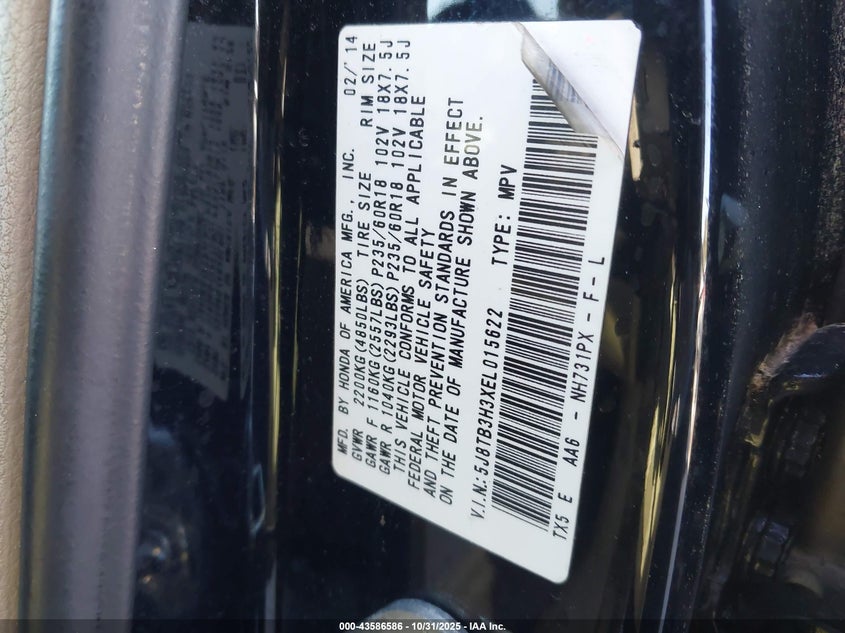 MFD. BY HONDA OF AMERICA MFG., INC. 02/'14
GVWR 2200KG(4850LBS) TIRE SIZE RIM SIZE
GAWR F 1160KG(2557LBS)P235/60R18 102V 18X7.5J
GAWR R 1040KG(2293LBS)P235/60R18 102V 18X7.5J
THIS VEHICLE CONFORMS TO ALL APPLICABLE
FEDERAL MOTOR VEHICLE SAFETY
AND THEFT PREVENTION STANDARDS IN EFFECT
ON THE DATE OF MANUFACTURE SHOWN ABOVE.
V.I.N.:5J8TB3H3XEL015622 TYPE: MPV
TX5 E AA6 - NH731PX - F - L
000-43586586 - 10/31/2025 - IAA Inc.